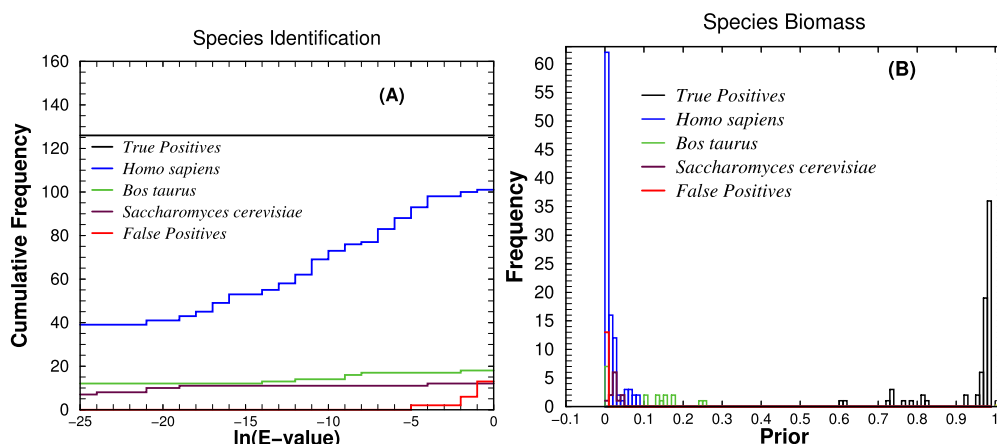 Species Identification
160
140
120
100
80
60
40
20
0
Cumulative Frequency
(A)
True Positives
Homo sapiens
Bos taurus
Saccharomyces cerevisiae
False Positives
−25 −20 −15 −10 −5 0
ln(E−value)
Species Biomass
60
55
50
45
40
35
30
25
20
15
10
5
0
Frequency
(B)
True Positives
Homo sapiens
Bos taurus
Saccharomyces cerevisiae
False Positives
−0.1 0 0.1 0.2 0.3 0.4 0.5 0.6 0.7 0.8 0.9 1
Prior